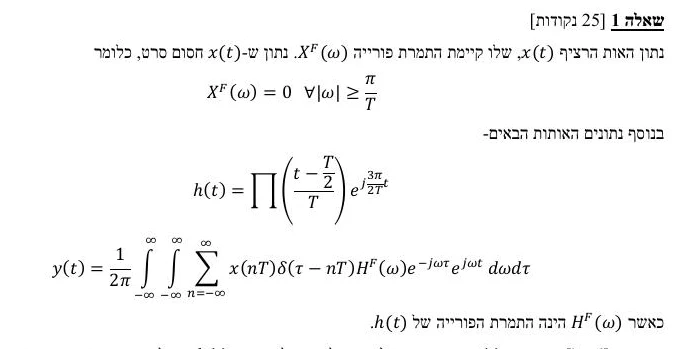 שאלה 1 [25 נקודות]
נתון האות הרציף x(t), שלו קיימת התמרת פורייה X^F(ω). נתון ש-x(t) חסום סרט, כלומר
X^F(ω) = 0 ∀|ω| ≥ π/T
בנוסף נתונים האותות הבאים-
h(t) = ∏((t − T/2)/T) e^{j(3π/2T)t}
y(t) = 1/2π ∫_{−∞}^{∞} ∫_{−∞}^{∞} ∑_{n=−∞}^{∞} x(nT)δ(τ − nT)H^F(ω)e^{−jωτ}e^{jωt} dωdτ
כאשר H^F(ω) הינה התמרת הפורייה של h(t).